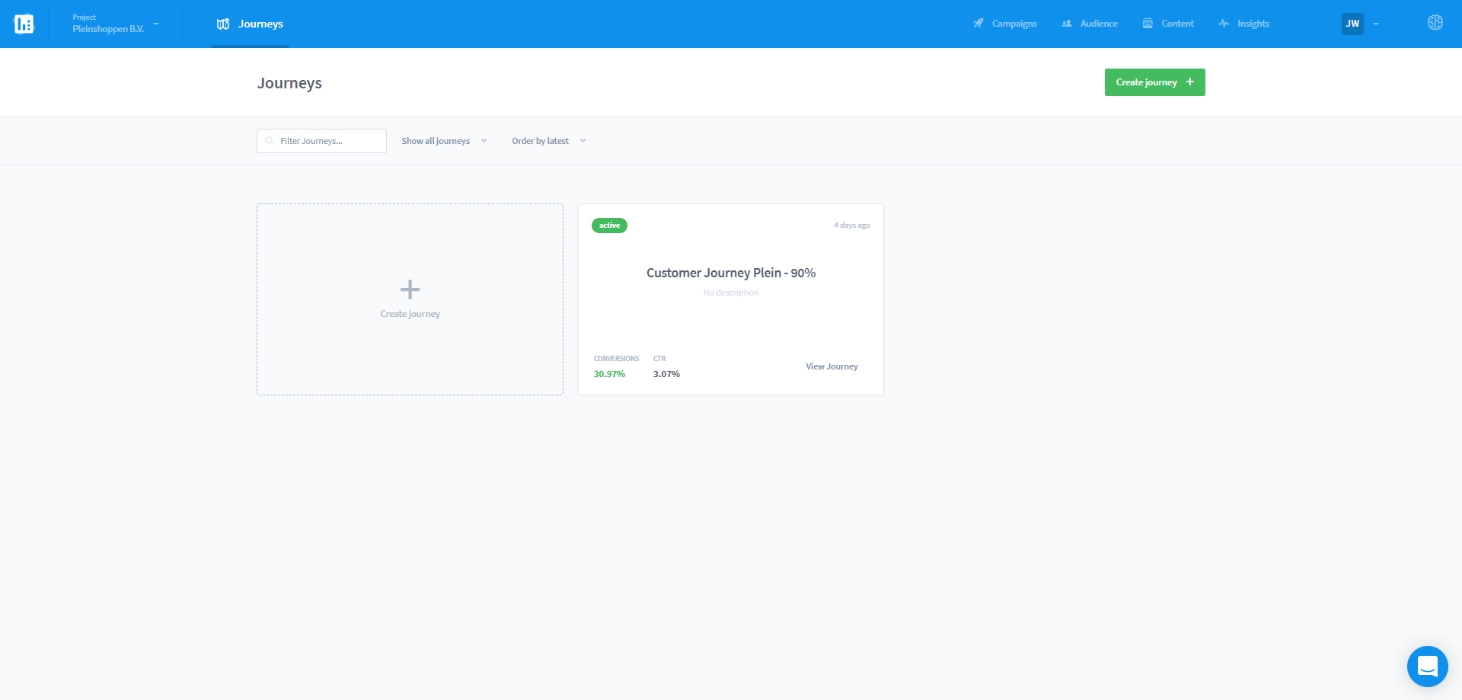 Project
Pleinshoppen B.V.
Journeys
Campaigns
Audience
Content
Insights
JW
Journeys
Create journey
Filter Journeys...
Show all journeys
Order by latest
Create journey
active
4 days ago
Customer Journey Plein - 90%
No description
CONVERSIONS
CTR
30.97%
3.07%
View Journey